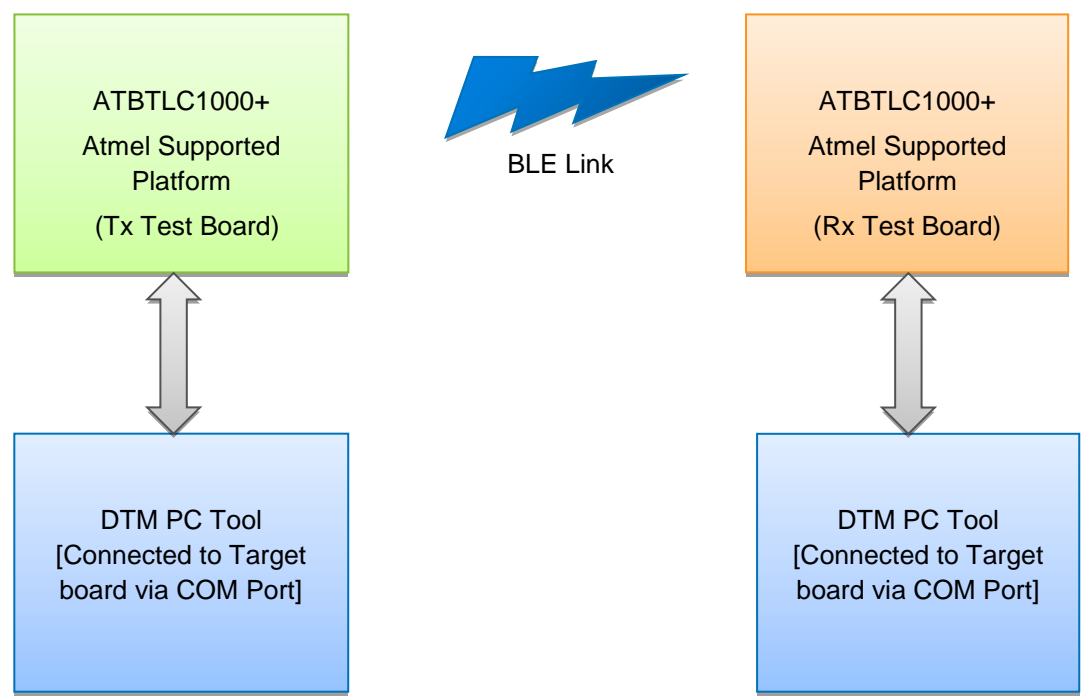 ATBTLC1000+
Atmel Supported
Platform
(Tx Test Board)
BLE Link
ATBTLC1000+
Atmel Supported
Platform
(Rx Test Board)
DTM PC Tool
[Connected to Target
board via COM Port]
DTM PC Tool
[Connected to Target
board via COM Port]